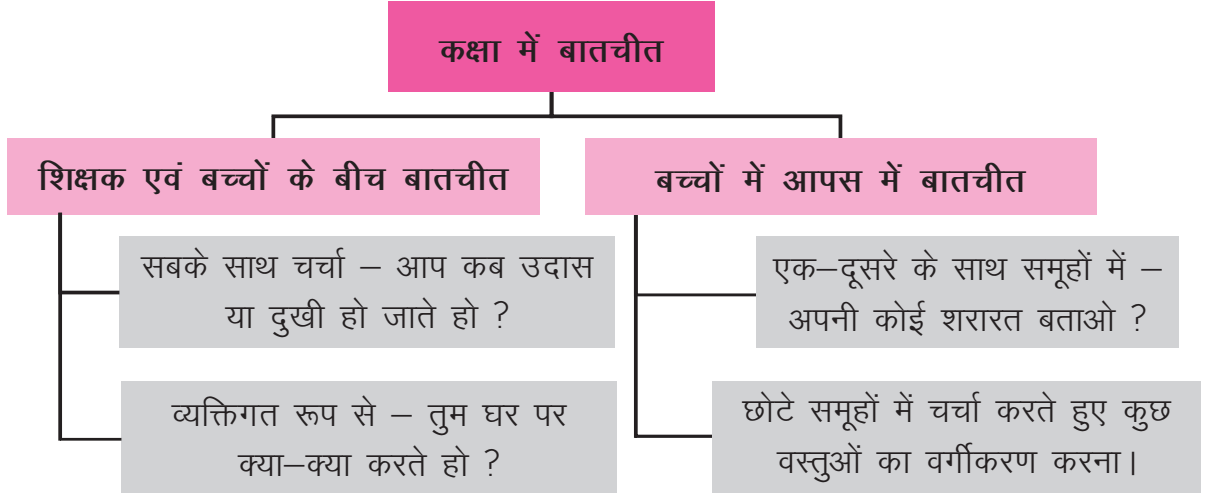 कक्षा में बातचीत
शिक्षक एवं बच्चों के बीच बातचीत
सबके साथ चर्चा – आप कब उदास
या दुखी हो जाते हो ?
व्यक्तिगत रूप से – तुम घर पर
क्या–क्या करते हो ?
बच्चों में आपस में बातचीत
एक–दूसरे के साथ समूहों में –
अपनी कोई शरारत बताओ ?
छोटे समूहों में चर्चा करते हुए कुछ
वस्तुओं का वर्गीकरण करना।